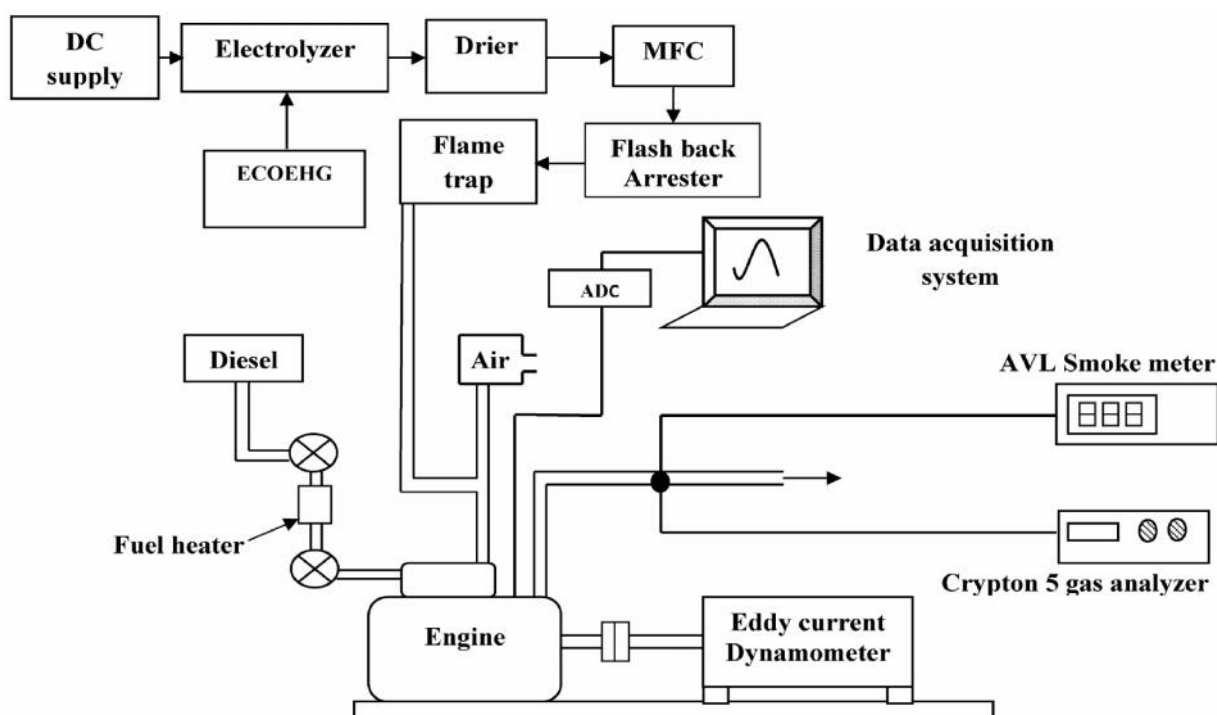 DC
supply
Electrolyzer
Drier
MFC
ECOEHG
Flame
trap
Flash back
Arrester
Data acquisition
system
ADC
Diesel
Air
AVL Smoke meter
Fuel heater
Crypton 5 gas analyzer
Engine
Eddy current
Dynamometer